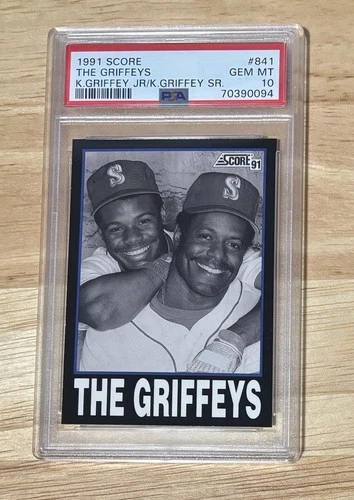 1991 SCORE #841
THE GRIFFEYS GEM MT
K.GRIFFEY JR/K.GRIFFEY SR. 10
PSA 70390094
SCORE 91
S
S
THE GRIFFEYS